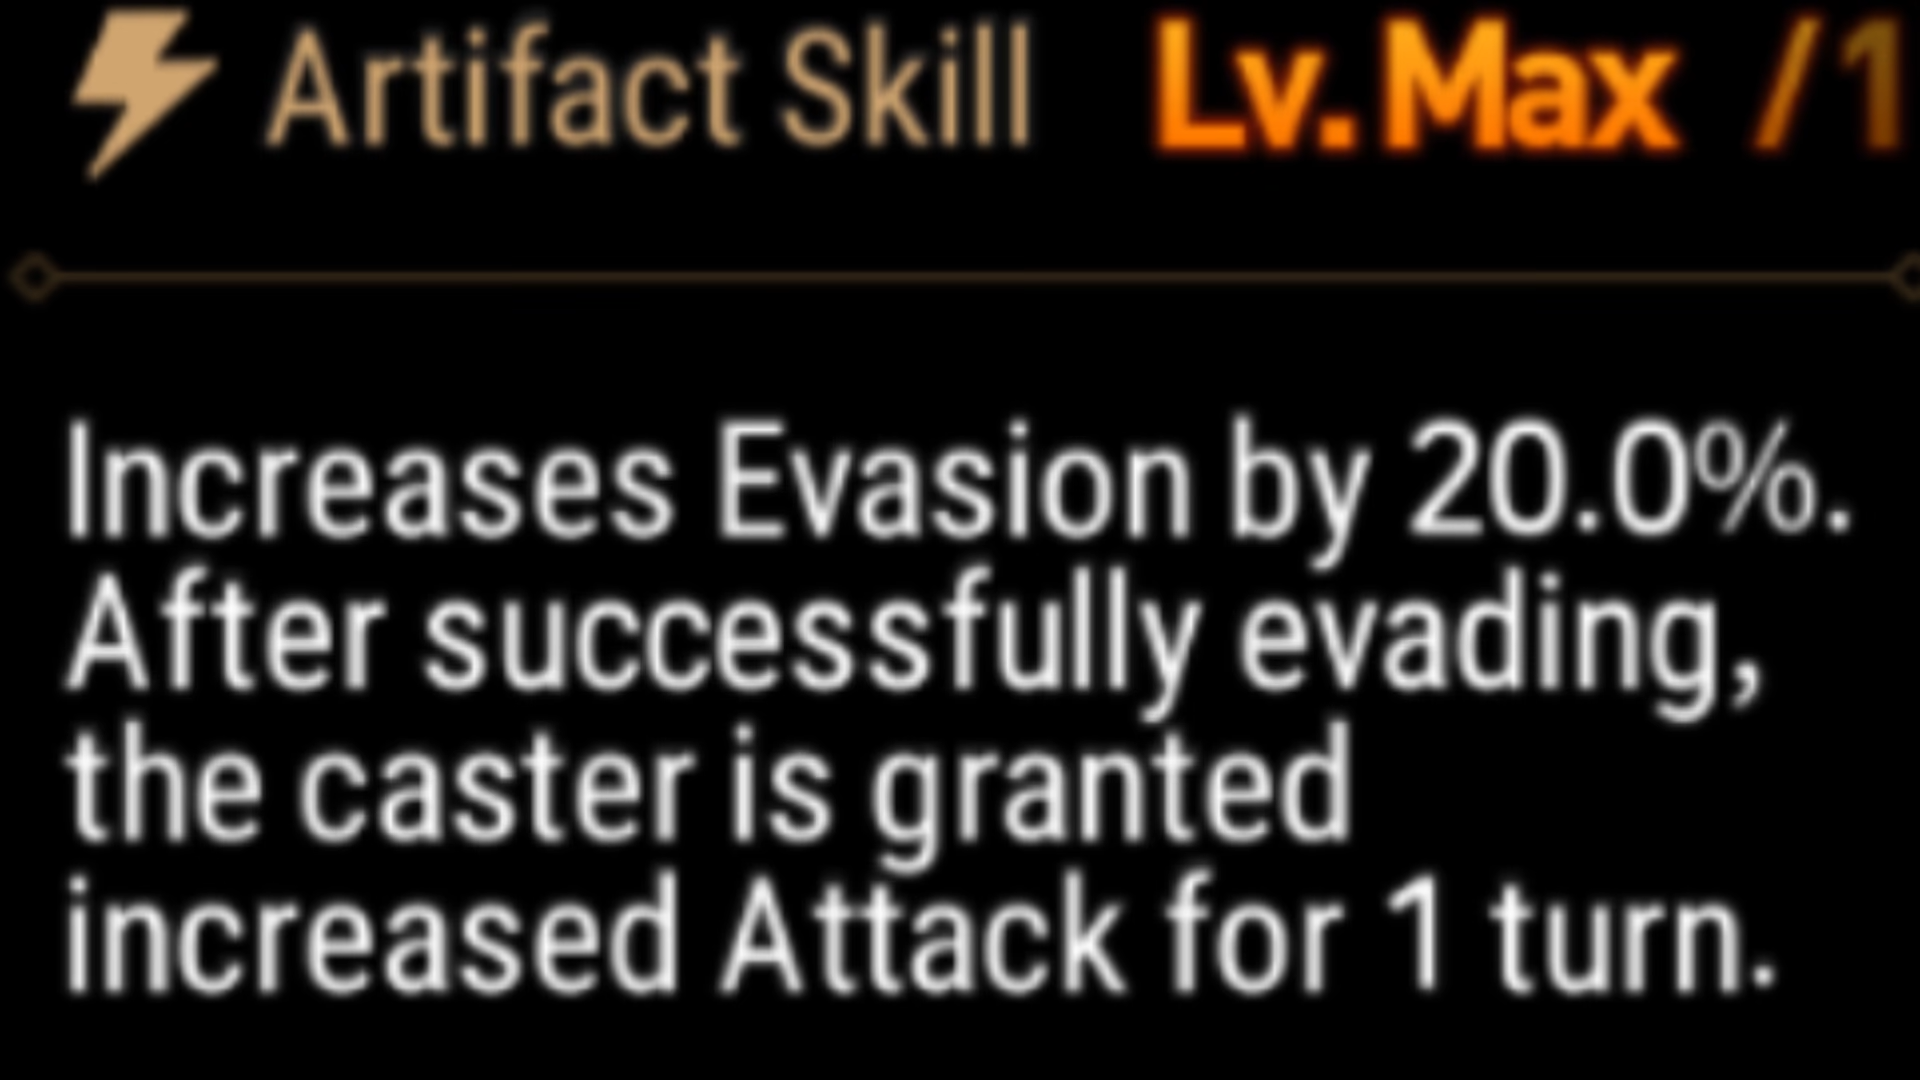 Artifact Skill Lv. Max /1
Increases Evasion by 20.0%.
After successfully evading,
the caster is granted
increased Attack for 1 turn.